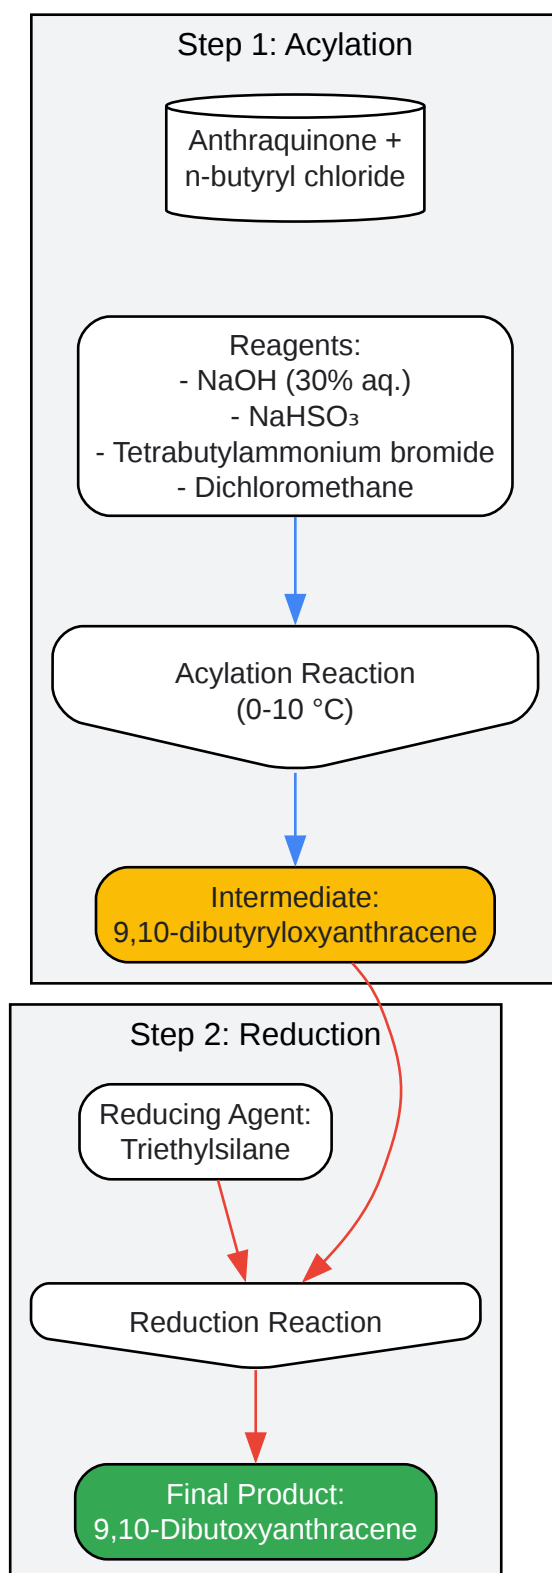 Step 1: Acylation
Anthraquinone +
n-butyryl chloride
Reagents:
- NaOH (30% aq.)
- NaHSO₃
- Tetrabutylammonium bromide
- Dichloromethane
Acylation Reaction
(0-10 °C)
Intermediate:
9,10-dibutyryloxyanthracene
Step 2: Reduction
Reducing Agent:
Triethylsilane
Reduction Reaction
Final Product:
9,10-Dibutoxyanthracene